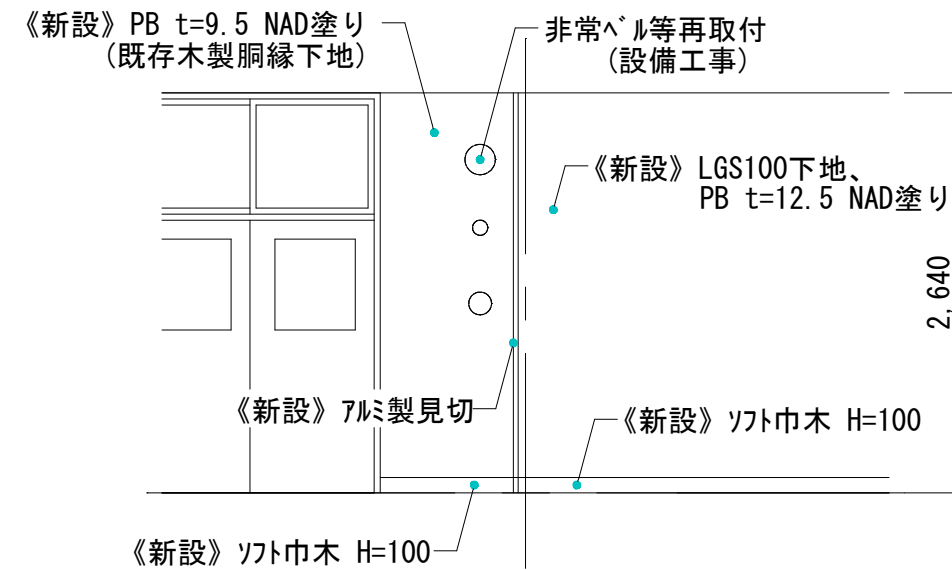 《新設》PB t=9.5 NAD塗り
(既存木製胴縁下地)
非常ﾍﾞﾙ等再取付
(設備工事)
《新設》LGS100下地、
PB t=12.5 NAD塗り
2,640
《新設》ｱﾙﾐ製見切
《新設》ｿﾌﾄ巾木 H=100
《新設》ｿﾌﾄ巾木 H=100